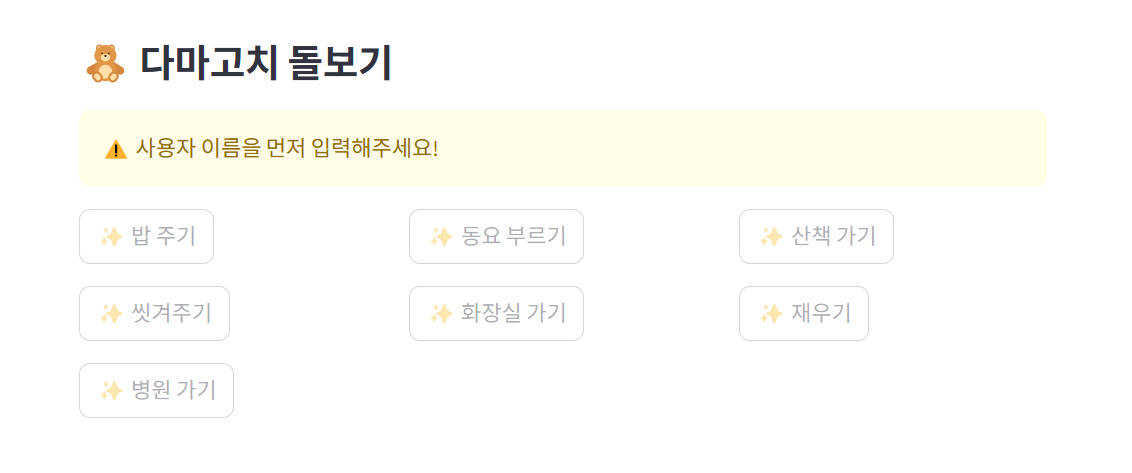 🧸 다마고치 돌보기
⚠️ 사용자 이름을 먼저 입력해주세요!
✨ 밥 주기
✨ 동요 부르기
✨ 산책 가기
✨ 씻겨주기
✨ 화장실 가기
✨ 재우기
✨ 병원 가기